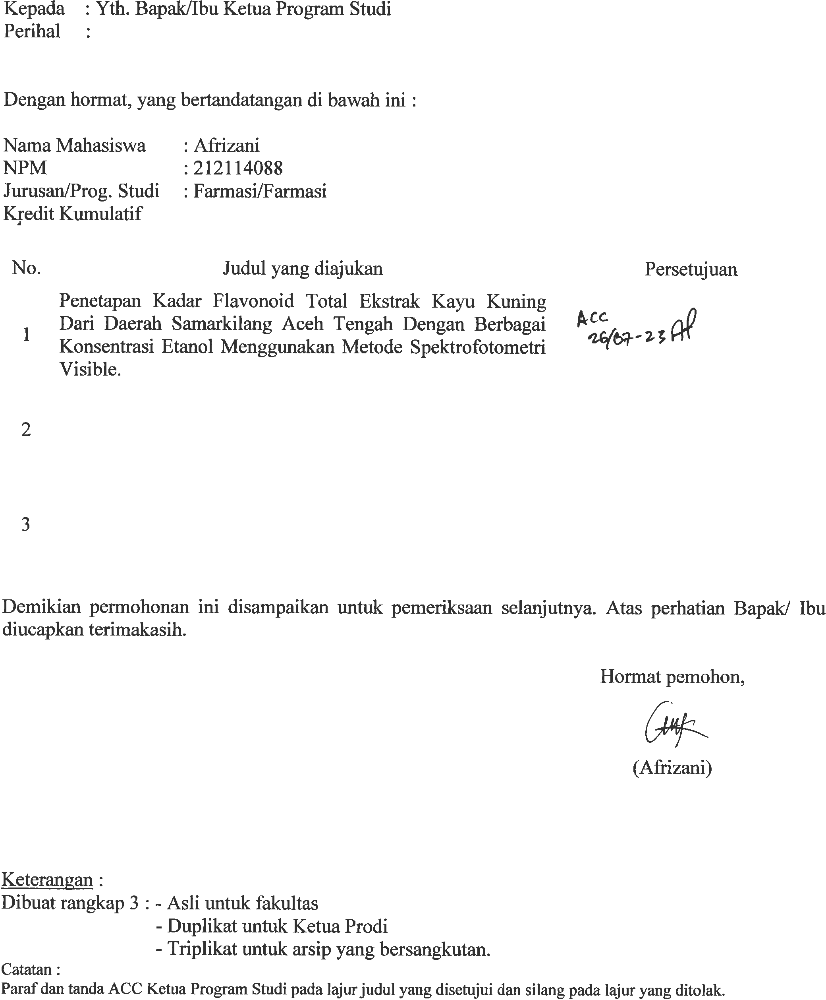 Kepada : Yth. Bapak/Ibu Ketua Program Studi
Perihal :
Dengan hormat, yang bertandatangan di bawah ini :
Nama Mahasiswa : Afrizani
NPM : 212114088
Jurusan/Prog. Studi : Farmasi/Farmasi
Kredit Kumulatif
No. Judul yang diajukan Persetujuan
1
Penetapan Kadar Flavonoid Total Ekstrak Kayu Kuning
Dari Daerah Samarkilang Aceh Tengah Dengan Berbagai
Konsentrasi Etanol Menggunakan Metode Spektrofotometri
Visible.
ACC
26/07-23
2
3
Demikian permohonan ini disampaikan untuk pemeriksaan selanjutnya. Atas perhatian Bapak/ Ibu
diucapkan terimakasih.
Hormat pemohon,
(Afrizani)
Keterangan :
Dibuat rangkap 3 : - Asli untuk fakultas
- Duplikat untuk Ketua Prodi
- Triplikat untuk arsip yang bersangkutan.
Catatan :
Paraf dan tanda ACC Ketua Program Studi pada lajur judul yang disetujui dan silang pada lajur yang ditolak.